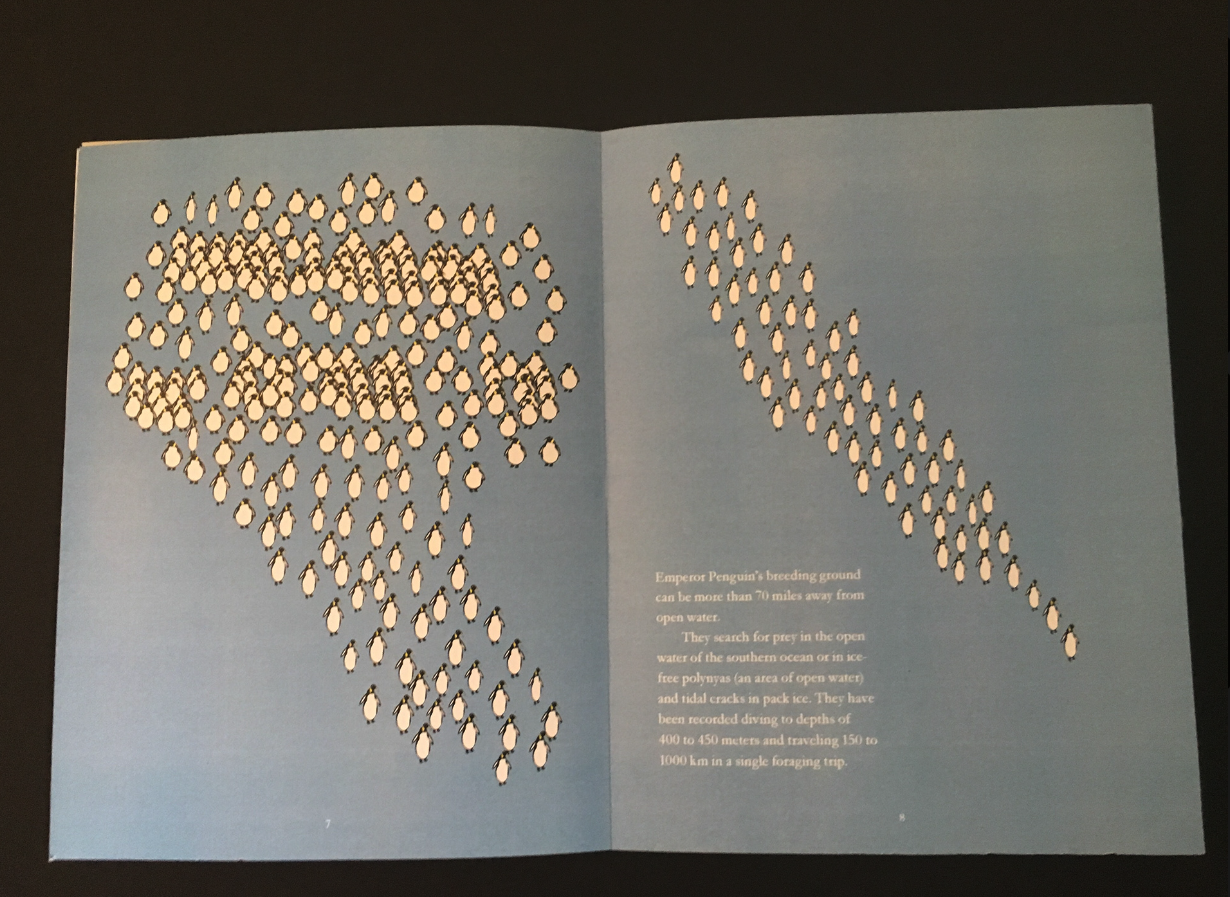 Emperor Penguin's breeding ground
can be more than 70 miles away from
open water.
They search for prey in the open
water of the southern ocean or in ice-
free polynyas (an area of open water)
and tidal cracks in pack ice. They have
been recorded diving to depths of
400 to 450 meters and traveling 150 to
1000 km in a single foraging trip.
7
8